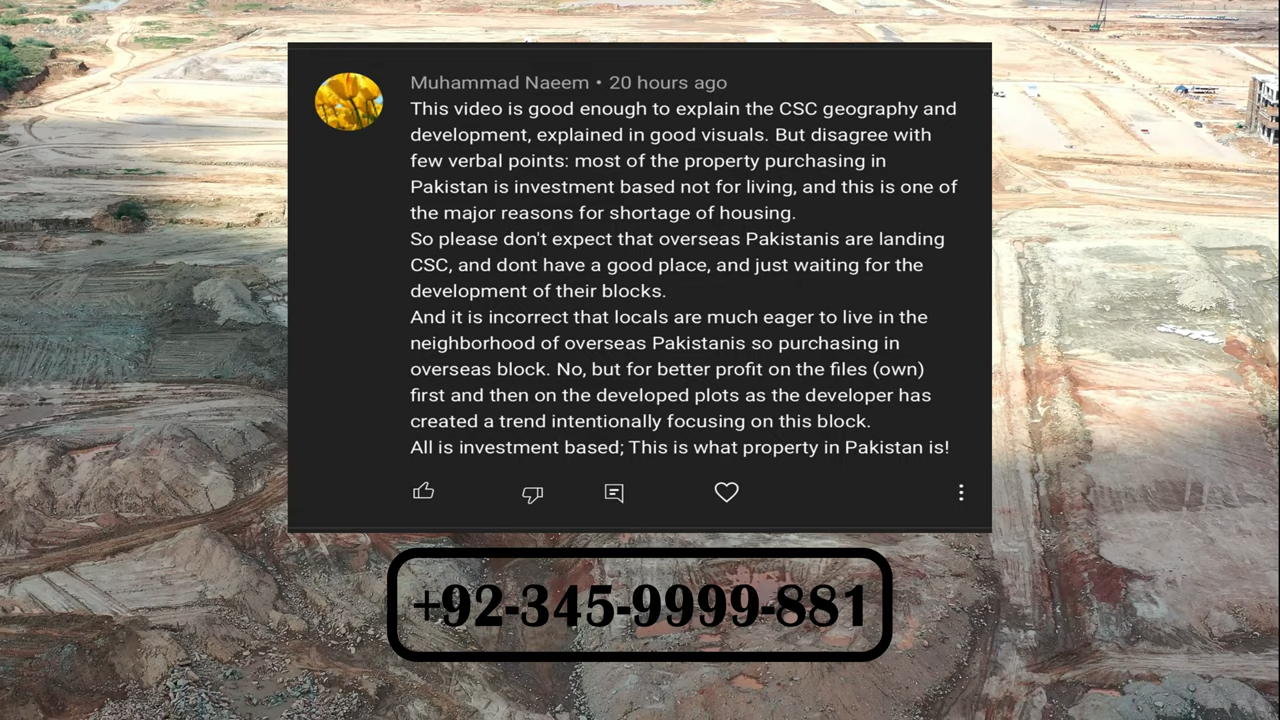 Muhammad Naeem • 20 hours ago
This video is good enough to explain the CSC geography and
development, explained in good visuals. But disagree with
few verbal points: most of the property purchasing in
Pakistan is investment based not for living, and this is one of
the major reasons for shortage of housing.
So please don't expect that overseas Pakistanis are landing
CSC, and dont have a good place, and just waiting for the
development of their blocks.
And it is incorrect that locals are much eager to live in the
neighborhood of overseas Pakistanis so purchasing in
overseas block. No, but for better profit on the files (own)
first and then on the developed plots as the developer has
created a trend intentionally focusing on this block.
All is investment based; This is what property in Pakistan is!
+92-345-9999-881